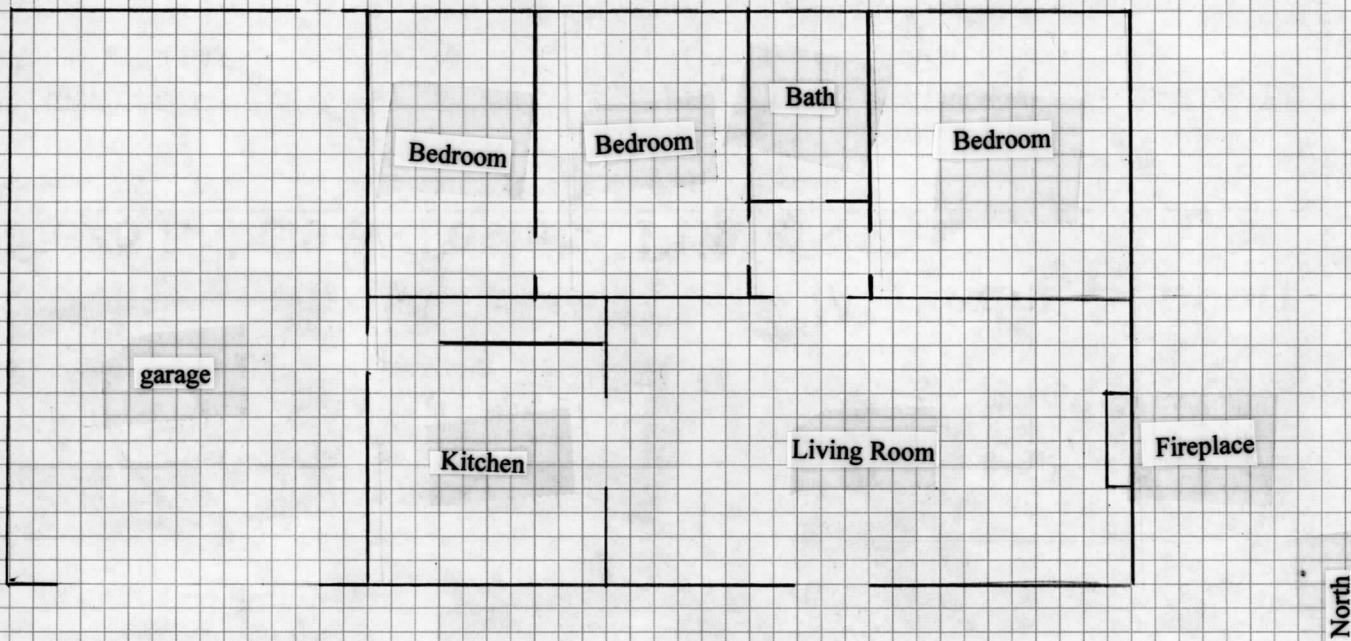 Bath
Bedroom
Bedroom
Bedroom
garage
Kitchen
Living Room
Fireplace
North